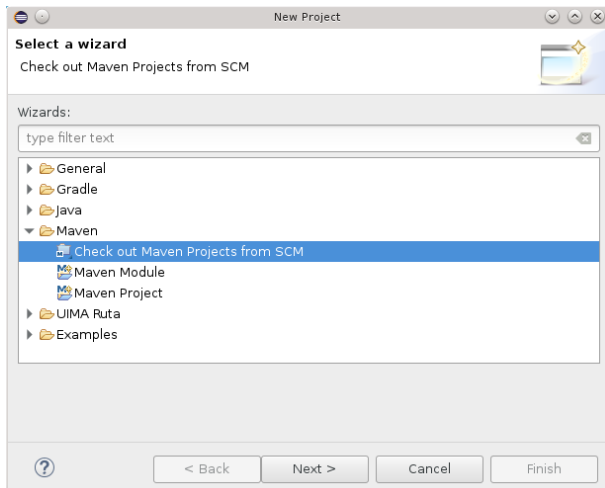 New Project
Select a wizard
Check out Maven Projects from SCM
Wizards:
type filter text
General
Gradle
Java
Maven
Check out Maven Projects from SCM
Maven Module
Maven Project
UIMA Ruta
Examples
< Back Next > Cancel Finish